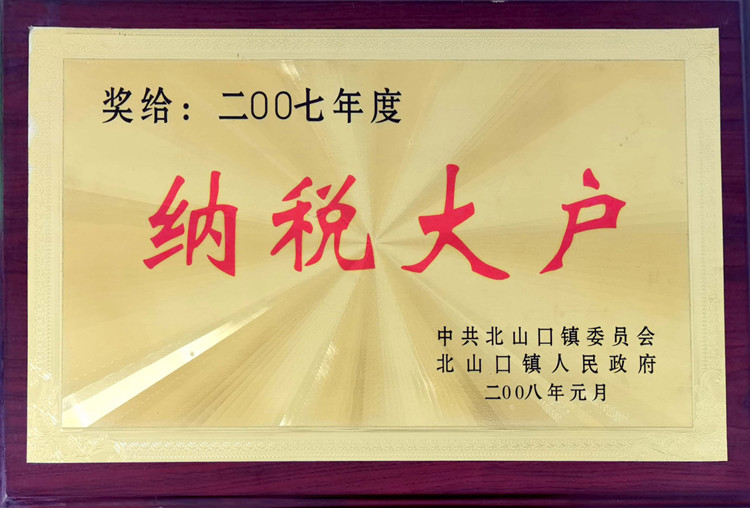 奖给：二00七年度
纳税大户
中共北山口镇委员会
北山口镇人民政府
二00八年元月